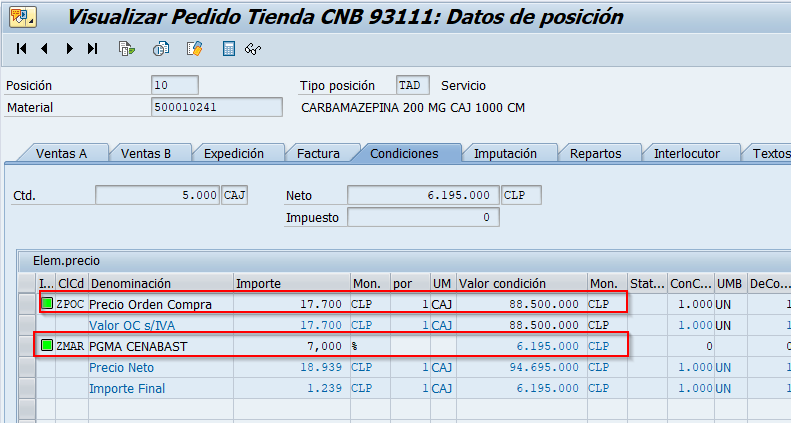 Visualizar Pedido Tienda CNB 93111: Datos de posición
Posición 10 Tipo posición TAD Servicio
Material 500010241 CARBAMAZEPINA 200 MG CAJ 1000 CM
Ventas A Ventas B Expedición Factura Condiciones Imputación Repartos Interlocutor Textos
Ctd. 5.000 CAJ Neto 6.195.000 CLP
Impuesto 0
Elem.precio
I... ClCd Denominación Importe Mon. por UM Valor condición Mon. Stat... ConC... UMB DeCo...
ZPOC Precio Orden Compra 17.700 CLP 1 CAJ 88.500.000 CLP 1.000 UN 1
Valor OC s/IVA 17.700 CLP 1 CAJ 88.500.000 CLP 1.000 UN 1
ZMAR PGMA CENABAST 7,000 % 6.195.000 CLP 0 0
Precio Neto 18.939 CLP 1 CAJ 94.695.000 CLP 1.000 UN 1
Importe Final 1.239 CLP 1 CAJ 6.195.000 CLP 1.000 UN 1